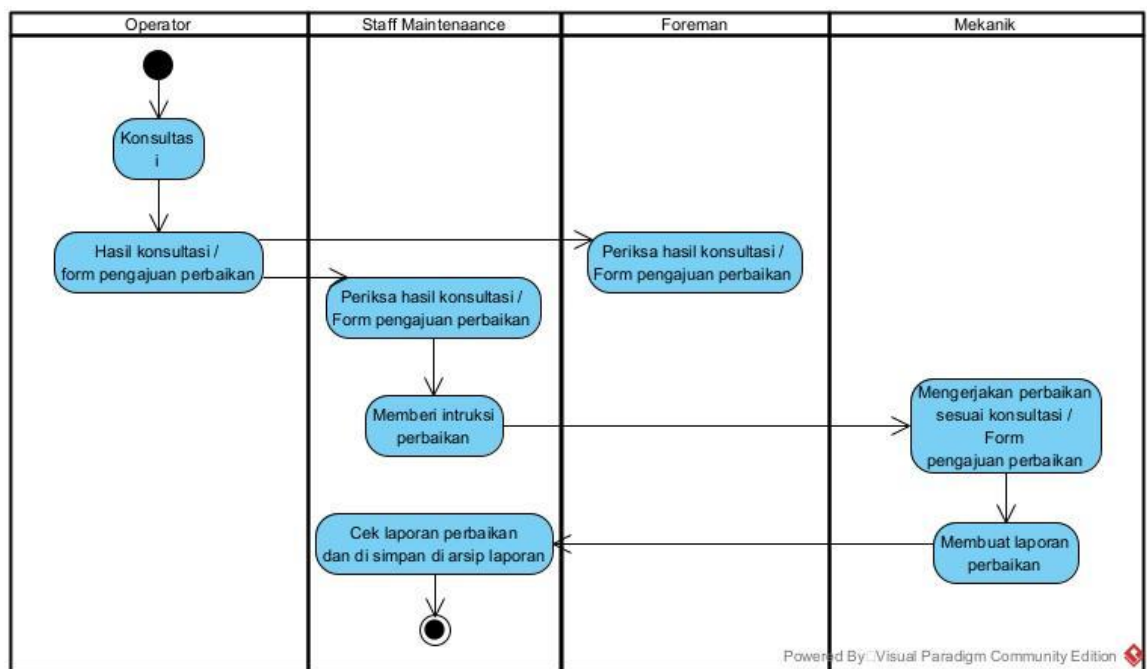 Operator
Staff Maintenaance
Foreman
Mekanik
Konsultas
i
Hasil konsultasi /
form pengajuan perbaikan
Periksa hasil konsultasi /
Form pengajuan perbaikan
Periksa hasil konsultasi /
Form pengajuan perbaikan
Memberi intruksi
perbaikan
Mengerjakan perbaikan
sesuai konsultasi /
Form
pengajuan perbaikan
Cek laporan perbaikan
dan di simpan di arsip laporan
Membuat laporan
perbaikan
Powered By Visual Paradigm Community Edition